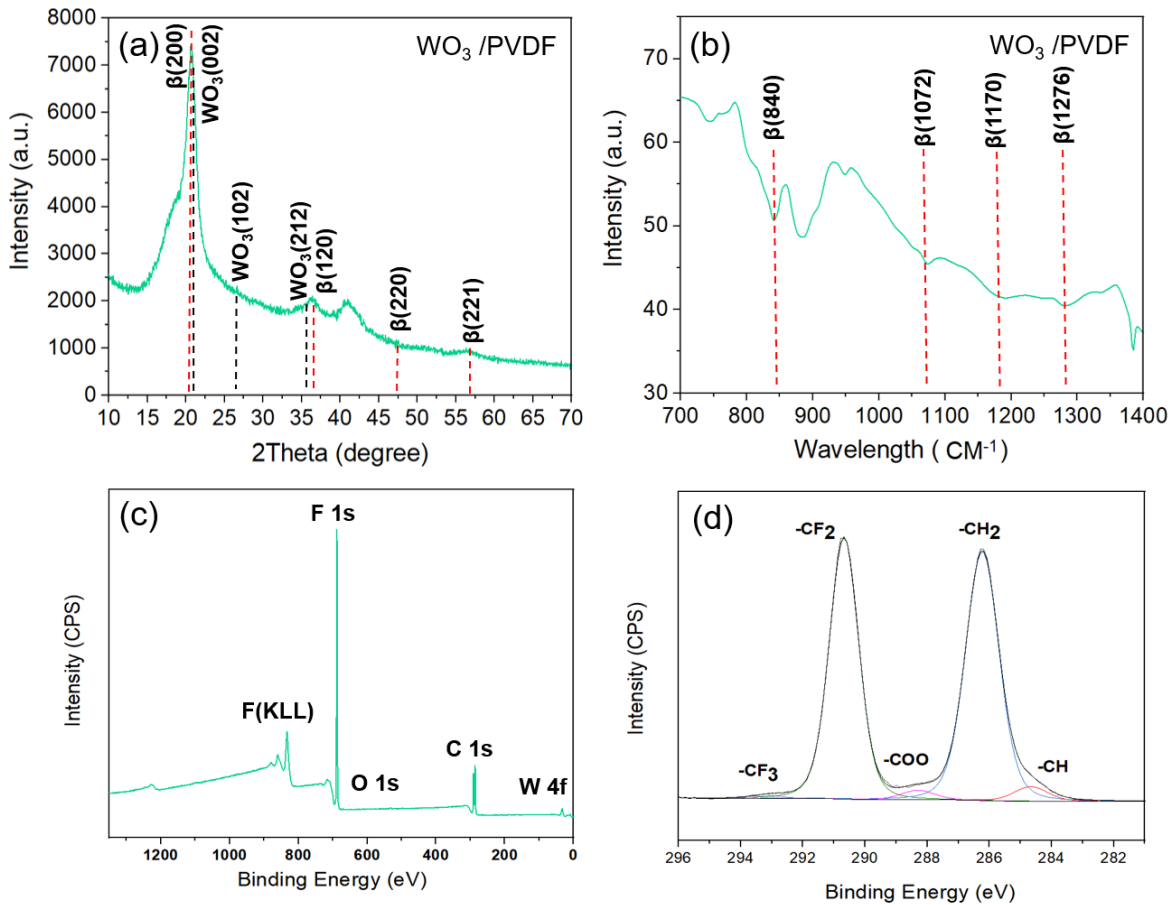 (a)
WO₃ /PVDF
β(200)
WO₃(002)
WO₃(102)
WO₃(212)
β(120)
β(220)
β(221)
8000
7000
6000
5000
4000
3000
2000
1000
0
Intensity (a.u.)
10 15 20 25 30 35 40 45 50 55 60 65 70
2Theta (degree)
(b)
WO₃ /PVDF
β(840)
β(1072)
β(1170)
β(1276)
70
60
50
40
30
Intensity (a.u.)
700 800 900 1000 1100 1200 1300 1400
Wavelength ( CM⁻¹)
(c)
F 1s
F(KLL)
O 1s
C 1s
W 4f
Intensity (CPS)
1200 1000 800 600 400 200 0
Binding Energy (eV)
(d)
-CF₂
-CH₂
-COO
-CF₃
-CH
Intensity (CPS)
296 294 292 290 288 286 284 282
Binding Energy (eV)